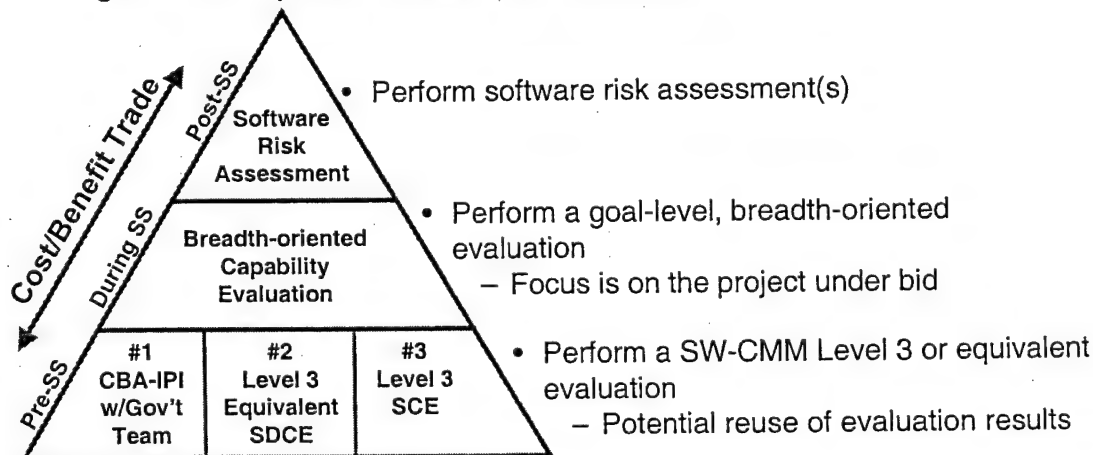 Cost/Benefit Trade
Post-SS
During SS
Pre-SS
Software
Risk
Assessment
• Perform software risk assessment(s)
Breadth-oriented
Capability
Evaluation
• Perform a goal-level, breadth-oriented
evaluation
– Focus is on the project under bid
#1
CBA-IPI
w/Gov't
Team
#2
Level 3
Equivalent
SDCE
#3
Level 3
SCE
• Perform a SW-CMM Level 3 or equivalent
evaluation
– Potential reuse of evaluation results